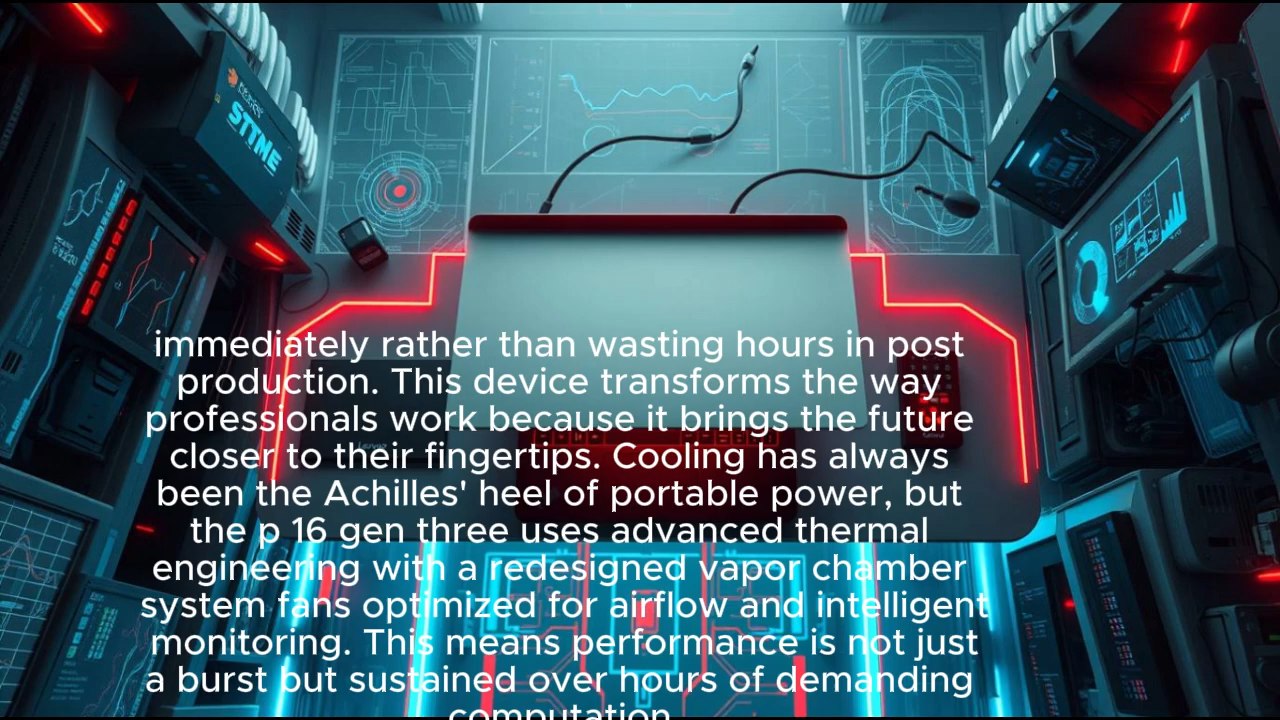 STTME
immediately rather than wasting hours in post
production. This device transforms the way
professionals work because it brings the future
closer to their fingertips. Cooling has always
been the Achilles' heel of portable power, but
the p 16 gen three uses advanced thermal
engineering with a redesigned vapor chamber
system fans optimized for airflow and intelligent
monitoring. This means performance is not just
a burst but sustained over hours of demanding
computation